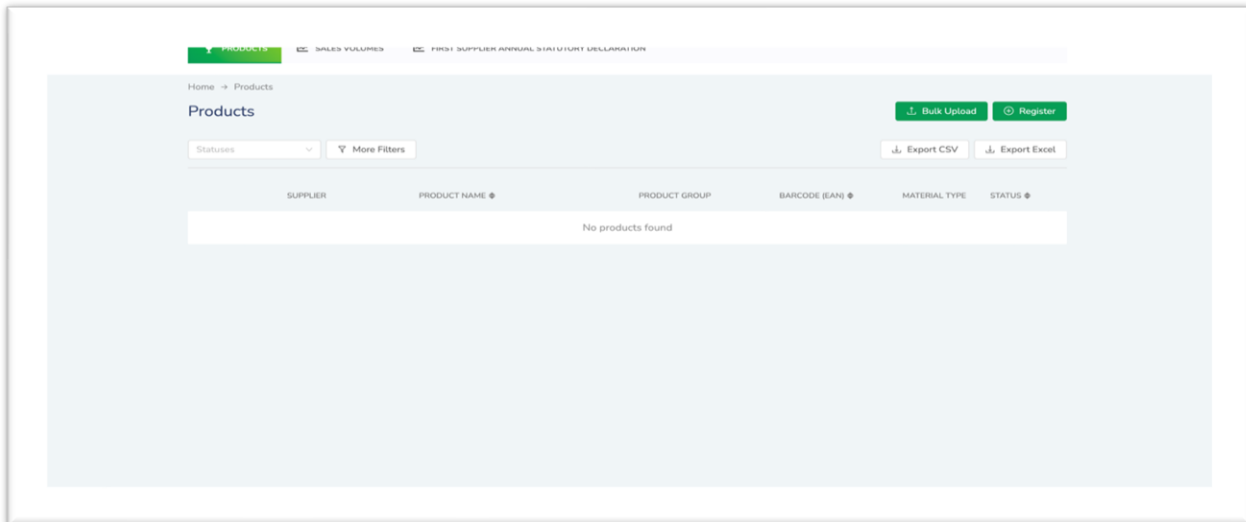 PRODUCTS SALES VOLUMES FIRST SUPPLIER ANNUAL STATUTORY DECLARATION
Home → Products
Products
Bulk Upload Register
Statuses More Filters Export CSV Export Excel
SUPPLIER PRODUCT NAME PRODUCT GROUP BARCODE (EAN) MATERIAL TYPE STATUS
No products found